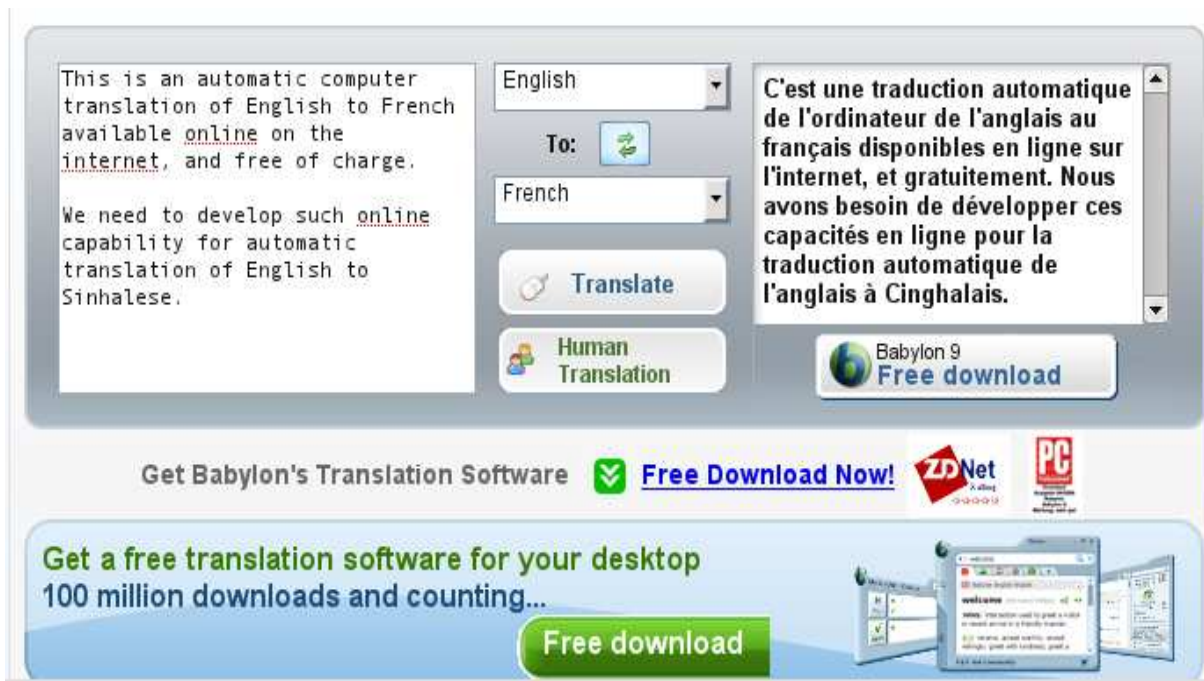 This is an automatic computer
translation of English to French
available online on the
internet, and free of charge.
We need to develop such online
capability for automatic
translation of English to
Sinhalese.
English
To:
French
Translate
Human
Translation
C'est une traduction automatique
de l'ordinateur de l'anglais au
français disponibles en ligne sur
l'internet, et gratuitement. Nous
avons besoin de développer ces
capacités en ligne pour la
traduction automatique de
l'anglais à Cinghalais.
Babylon 9
Free download
Get Babylon's Translation Software
Free Download Now!
ZDNet
PC
Get a free translation software for your desktop
100 million downloads and counting...
Free download
welcome